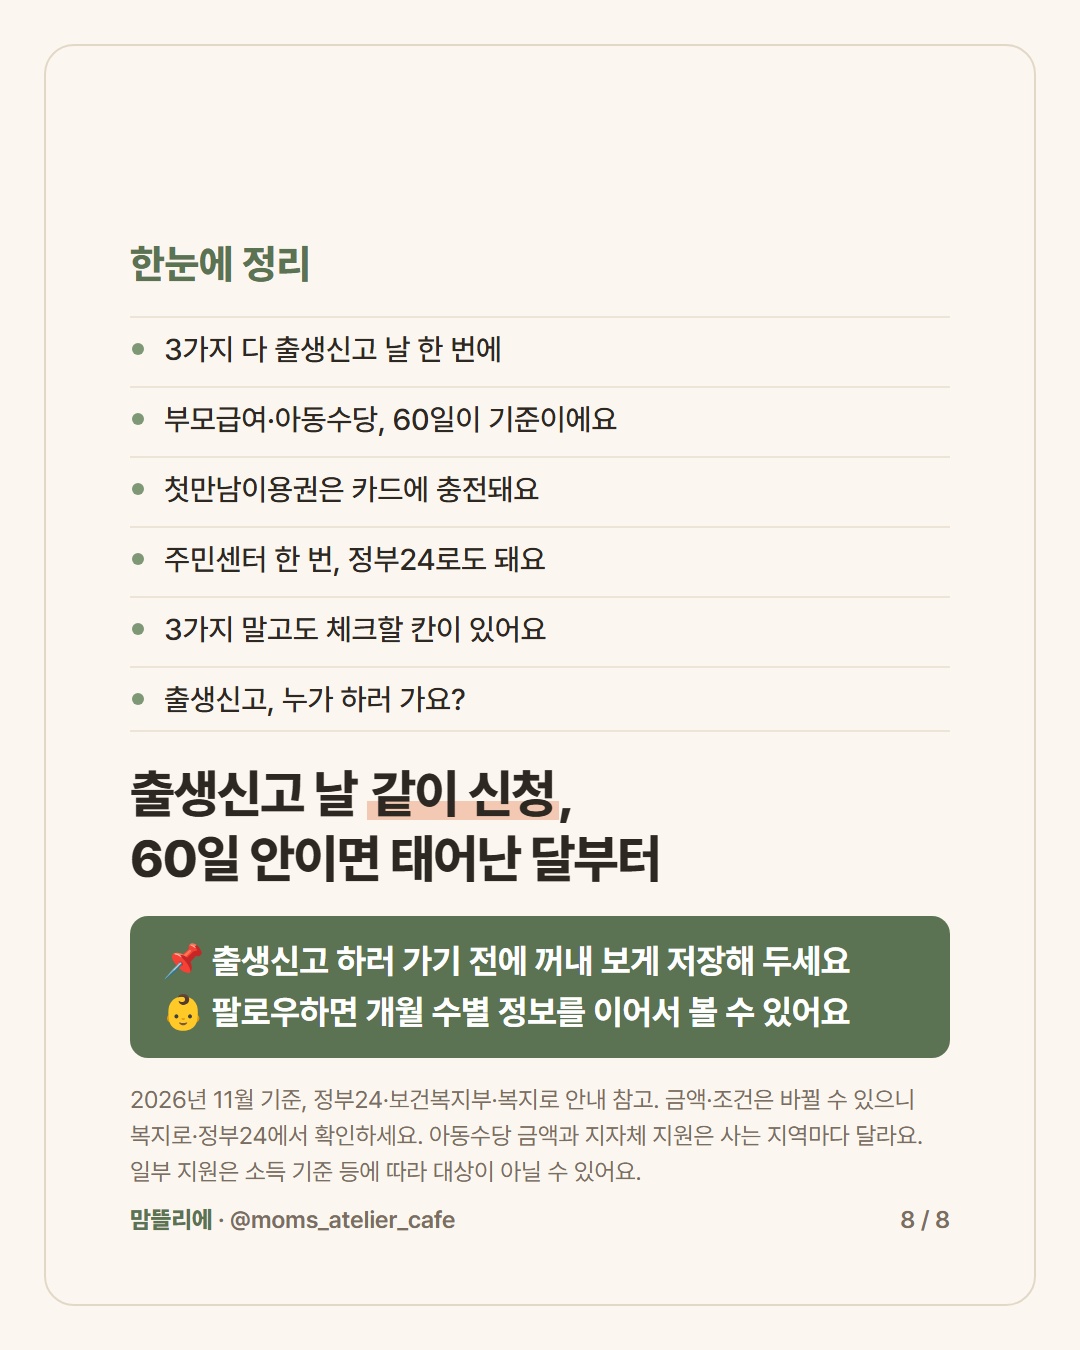 한눈에 정리
3가지 다 출생신고 날 한 번에
부모급여·아동수당, 60일이 기준이에요
첫만남이용권은 카드에 충전돼요
주민센터 한 번, 정부24로도 돼요
3가지 말고도 체크할 칸이 있어요
출생신고, 누가 하러 가요?
출생신고 날 같이 신청,
60일 안이면 태어난 달부터
📌 출생신고 하러 가기 전에 꺼내 보게 저장해 두세요
👶 팔로우하면 개월 수별 정보를 이어서 볼 수 있어요
2026년 11월 기준, 정부24·보건복지부·복지로 안내 참고. 금액·조건은 바뀔 수 있으니
복지로·정부24에서 확인하세요. 아동수당 금액과 지자체 지원은 사는 지역마다 달라요.
일부 지원은 소득 기준 등에 따라 대상이 아닐 수 있어요.
맘뜰리에 · @moms_atelier_cafe
8 / 8